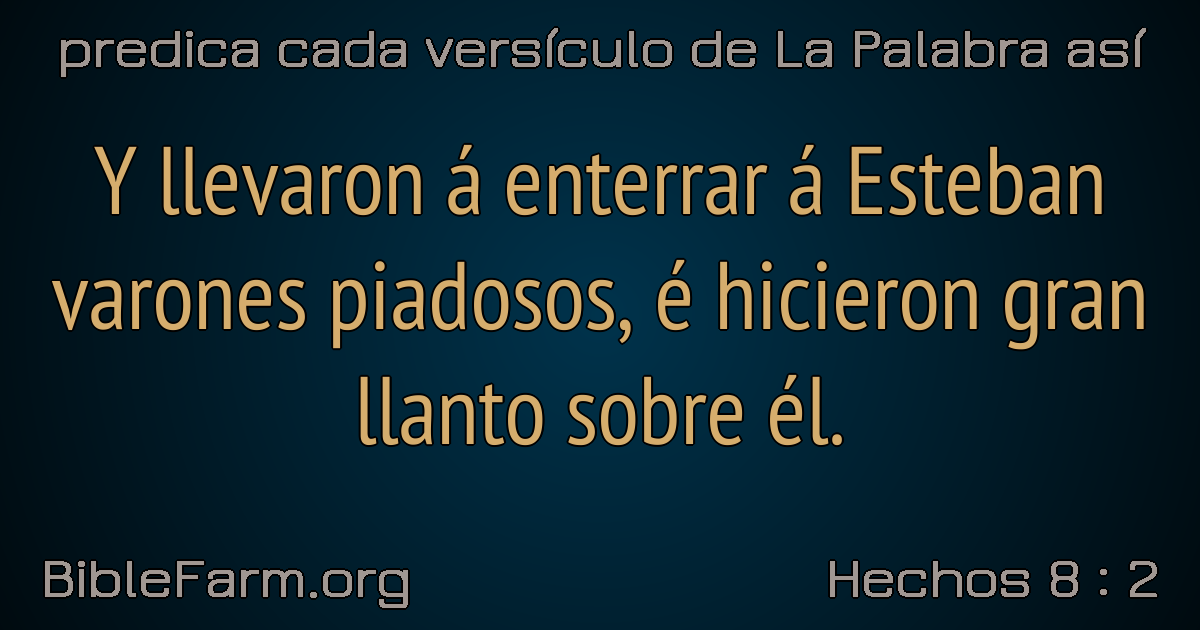 predica cada versículo de La Palabra así
Y llevaron á enterrar á Esteban
varones piadosos, é hicieron gran
llanto sobre él.
BibleFarm.org
Hechos 8 : 2